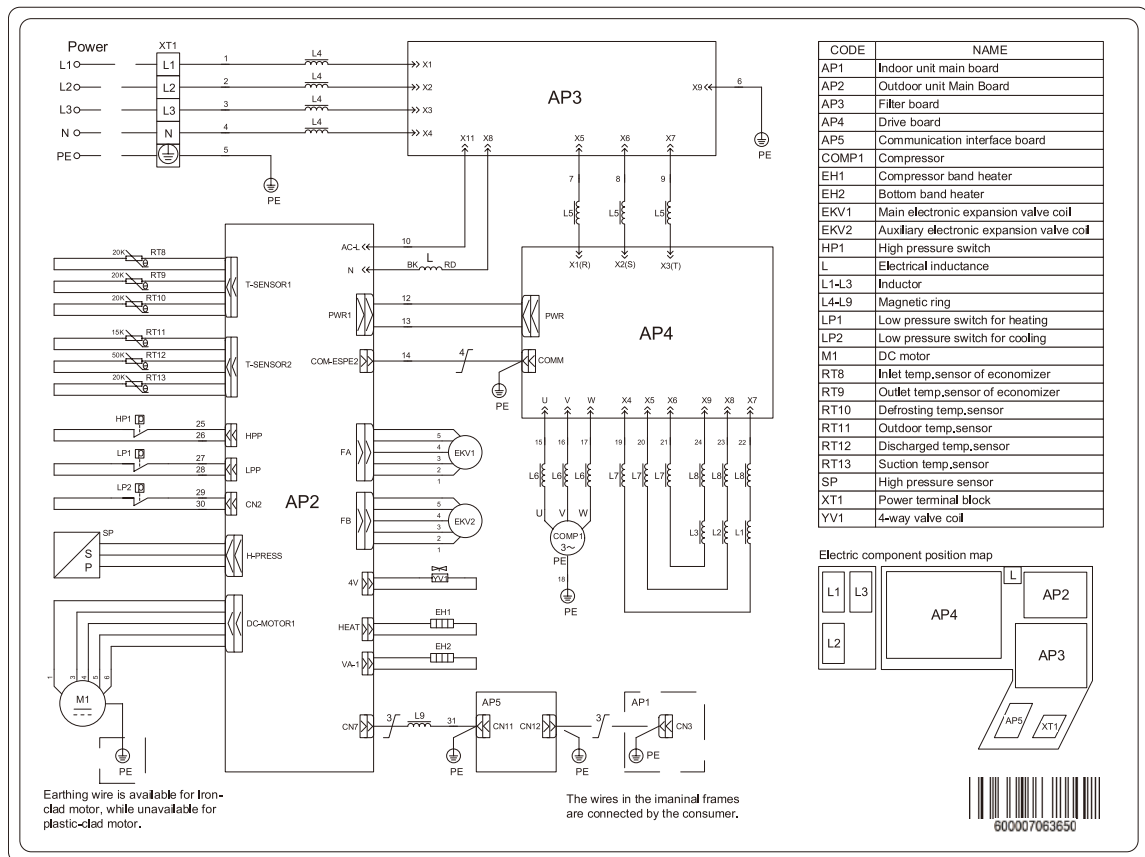 Power
XT1
L1
L1
1
L4
X1
L2
L2
2
L4
X2
L3
L3
3
L4
X3
N
N
4
L4
X4
PE
5
PE
AP3
X9
6
PE
X11
X8
X5
X6
X7
7
8
9
L5
L5
L5
AC-L
10
N
BK
L
RD
X1(R)
X2(S)
X3(T)
PWR1
12
13
PWR
AP4
COM-ESPE2
14
4
COMM
PE
U
V
W
X4
X5
X6
X9
X8
X7
15
16
17
19
20
21
24
23
22
L6
L6
L6
L7
L7
L7
L8
L8
L8
U
V
W
L3
L2
L1
COMP1
3~
PE
18
PE
20K
RT8
20K
RT9
20K
RT10
T-SENSOR1
15K
RT11
50K
RT12
20K
RT13
T-SENSOR2
HP1
P
25
26
HPP
LP1
P
27
28
LPP
LP2
P
29
30
CN2
AP2
SP
S
P
H-PRESS
DC-MOTOR1
1
3
4
5
6
M1
PE
FA
5
4
3
2
1
EKV1
FB
5
4
3
2
1
EKV2
4V
YV1
HEAT
EH1
VA-1
EH2
CN7
3
L9
31
PE
AP5
CN11
CN12
PE
3
AP1
CN3
PE
Earthing wire is available for Iron-
clad motor, while unavailable for
plastic-clad motor.
The wires in the imaninal frames
are connected by the consumer.
CODE NAME
AP1 Indoor unit main board
AP2 Outdoor unit Main Board
AP3 Filter board
AP4 Drive board
AP5 Communication interface board
COMP1 Compressor
EH1 Compressor band heater
EH2 Bottom band heater
EKV1 Main electronic expansion valve coil
EKV2 Auxiliary electronic expansion valve coil
HP1 High pressure switch
L Electrical inductance
L1-L3 Inductor
L4-L9 Magnetic ring
LP1 Low pressure switch for heating
LP2 Low pressure switch for cooling
M1 DC motor
RT8 Inlet temp.sensor of economizer
RT9 Outlet temp.sensor of economizer
RT10 Defrosting temp.sensor
RT11 Outdoor temp.sensor
RT12 Discharged temp.sensor
RT13 Suction temp.sensor
SP High pressure sensor
XT1 Power terminal block
YV1 4-way valve coil
Electric component position map
L1
L3
L2
AP4
L
AP2
AP3
AP5
XT1
600007063650